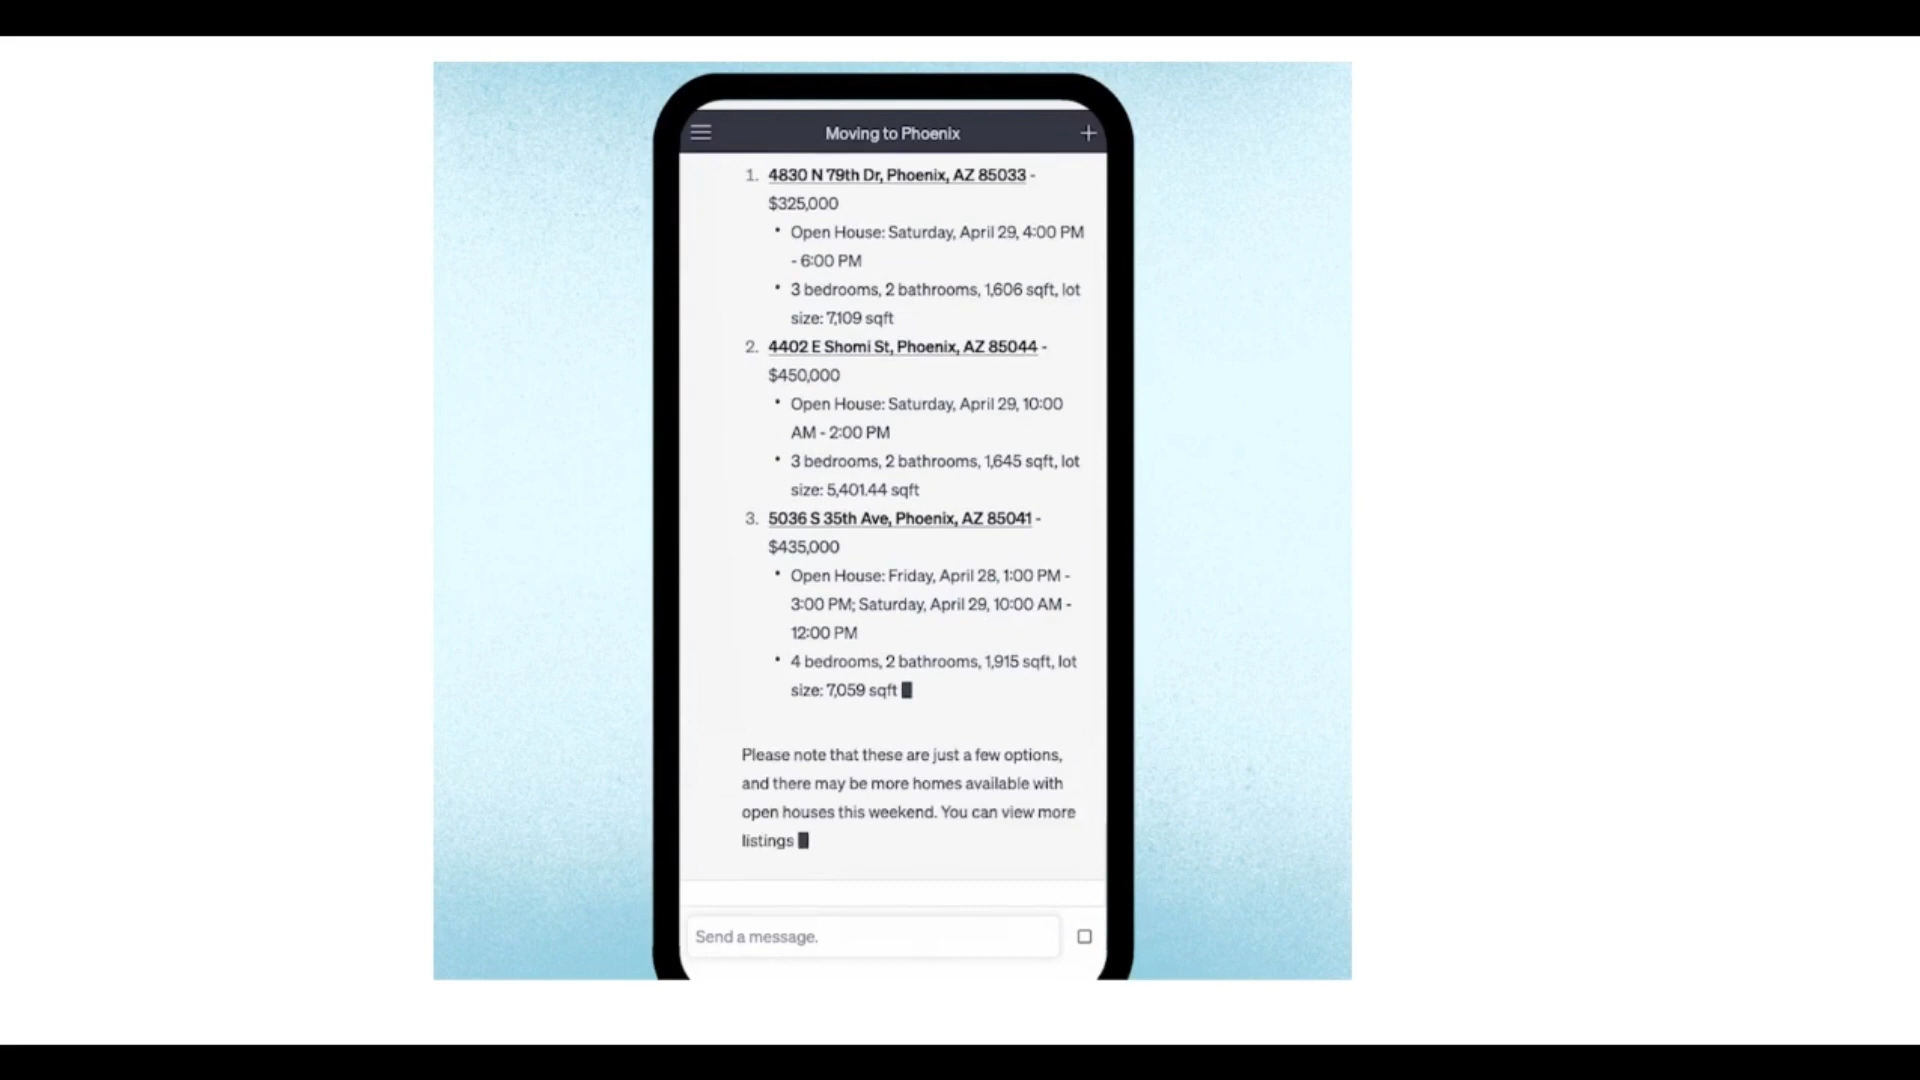 Moving to Phoenix
1. 4830 N 79th Dr, Phoenix, AZ 85033 -
$325,000
• Open House: Saturday, April 29, 4:00 PM
- 6:00 PM
• 3 bedrooms, 2 bathrooms, 1,606 sqft, lot
size: 7,109 sqft
2. 4402 E Shomi St, Phoenix, AZ 85044 -
$450,000
• Open House: Saturday, April 29, 10:00
AM - 2:00 PM
• 3 bedrooms, 2 bathrooms, 1,645 sqft, lot
size: 5,401.44 sqft
3. 5036 S 35th Ave, Phoenix, AZ 85041 -
$435,000
• Open House: Friday, April 28, 1:00 PM -
3:00 PM; Saturday, April 29, 10:00 AM -
12:00 PM
• 4 bedrooms, 2 bathrooms, 1,915 sqft, lot
size: 7,059 sqft
Please note that these are just a few options,
and there may be more homes available with
open houses this weekend. You can view more
listings
Send a message.